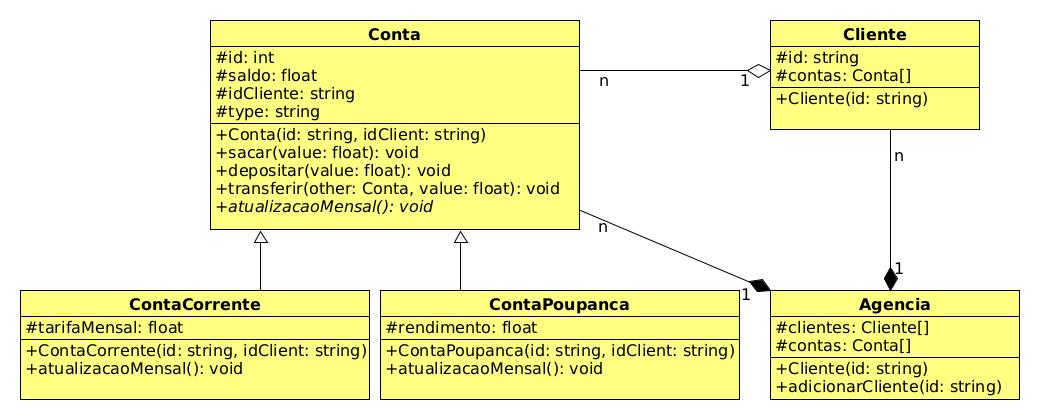 Conta
#id: int
#saldo: float
#idCliente: string
#type: string
+Conta(id: string, idClient: string)
+sacar(value: float): void
+depositar(value: float): void
+transferir(other: Conta, value: float): void
+atualizacaoMensal(): void
n
1
Cliente
#id: string
#contas: Conta[]
+Cliente(id: string)
n
1
n
1
ContaCorrente
#tarifaMensal: float
+ContaCorrente(id: string, idClient: string)
+atualizacaoMensal(): void
ContaPoupanca
#rendimento: float
+ContaPoupanca(id: string, idClient: string)
+atualizacaoMensal(): void
Agencia
#clientes: Cliente[]
#contas: Conta[]
+Cliente(id: string)
+adicionarCliente(id: string)